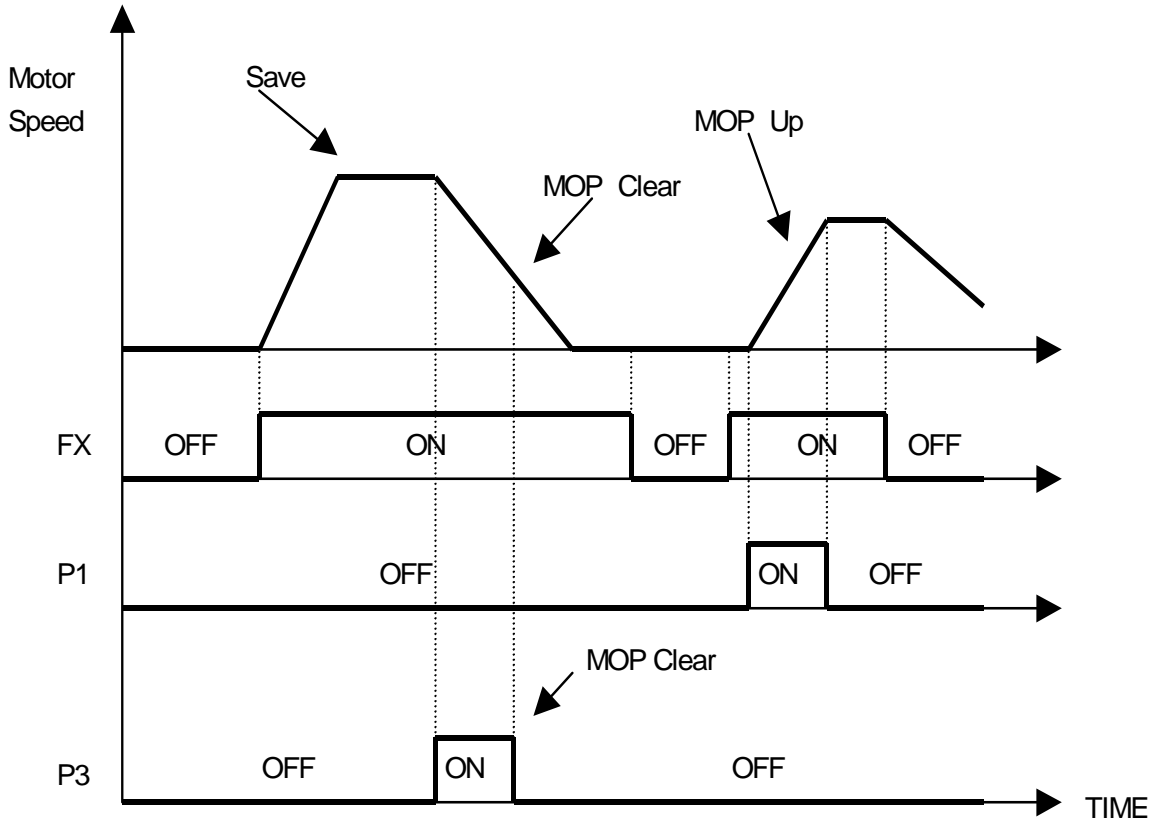 Motor
Speed
Save
MOP Up
MOP Clear
FX
OFF
ON
OFF
ON
OFF
P1
OFF
ON
OFF
MOP Clear
P3
OFF
ON
OFF
TIME